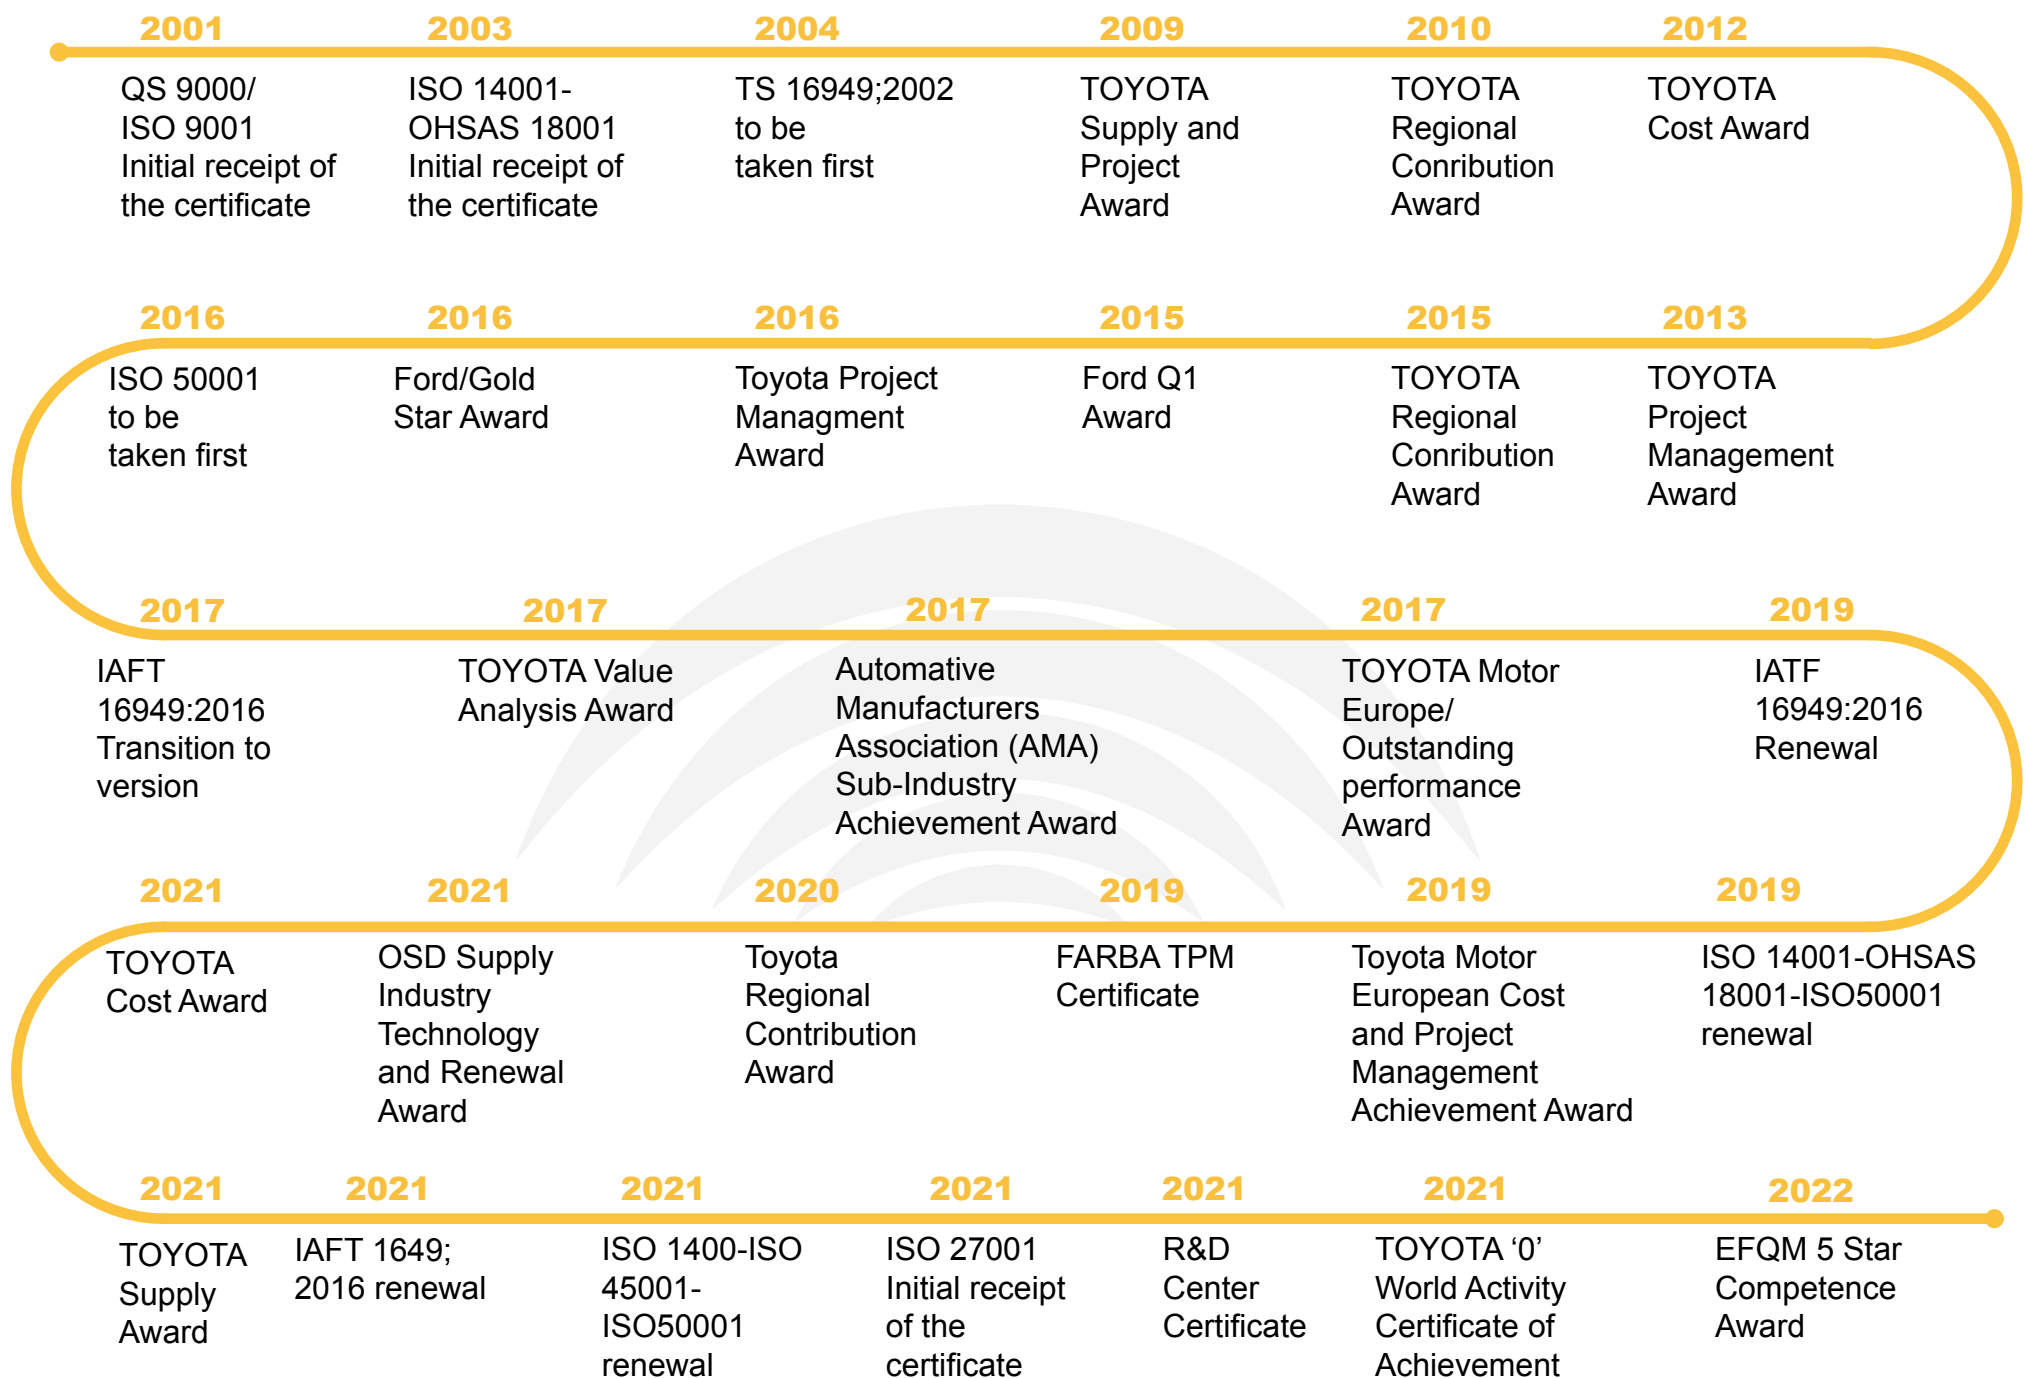 2001
QS 9000/
ISO 9001
Initial receipt of
the certificate
2003
ISO 14001-
OHSAS 18001
Initial receipt of
the certificate
2004
TS 16949;2002
to be
taken first
2009
TOYOTA
Supply and
Project
Award
2010
TOYOTA
Regional
Conribution
Award
2012
TOYOTA
Cost Award
2013
TOYOTA
Project
Management
Award
2015
TOYOTA
Regional
Conribution
Award
2015
Ford Q1
Award
2016
Toyota Project
Managment
Award
2016
Ford/Gold
Star Award
2016
ISO 50001
to be
taken first
2017
IAFT
16949:2016
Transition to
version
2017
TOYOTA Value
Analysis Award
2017
Automative
Manufacturers
Association (AMA)
Sub-Industry
Achievement Award
2017
TOYOTA Motor
Europe/
Outstanding
performance
Award
2019
IATF
16949:2016
Renewal
2019
ISO 14001-OHSAS
18001-ISO50001
renewal
2019
Toyota Motor
European Cost
and Project
Management
Achievement Award
2019
FARBA TPM
Certificate
2020
Toyota
Regional
Contribution
Award
2021
OSD Supply
Industry
Technology
and Renewal
Award
2021
TOYOTA
Cost Award
2021
TOYOTA
Supply
Award
2021
IAFT 1649;
2016 renewal
2021
ISO 1400-ISO
45001-
ISO50001
renewal
2021
ISO 27001
Initial receipt
of the
certificate
2021
R&D
Center
Certificate
2021
TOYOTA ‘0’
World Activity
Certificate of
Achievement
2022
EFQM 5 Star
Competence
Award